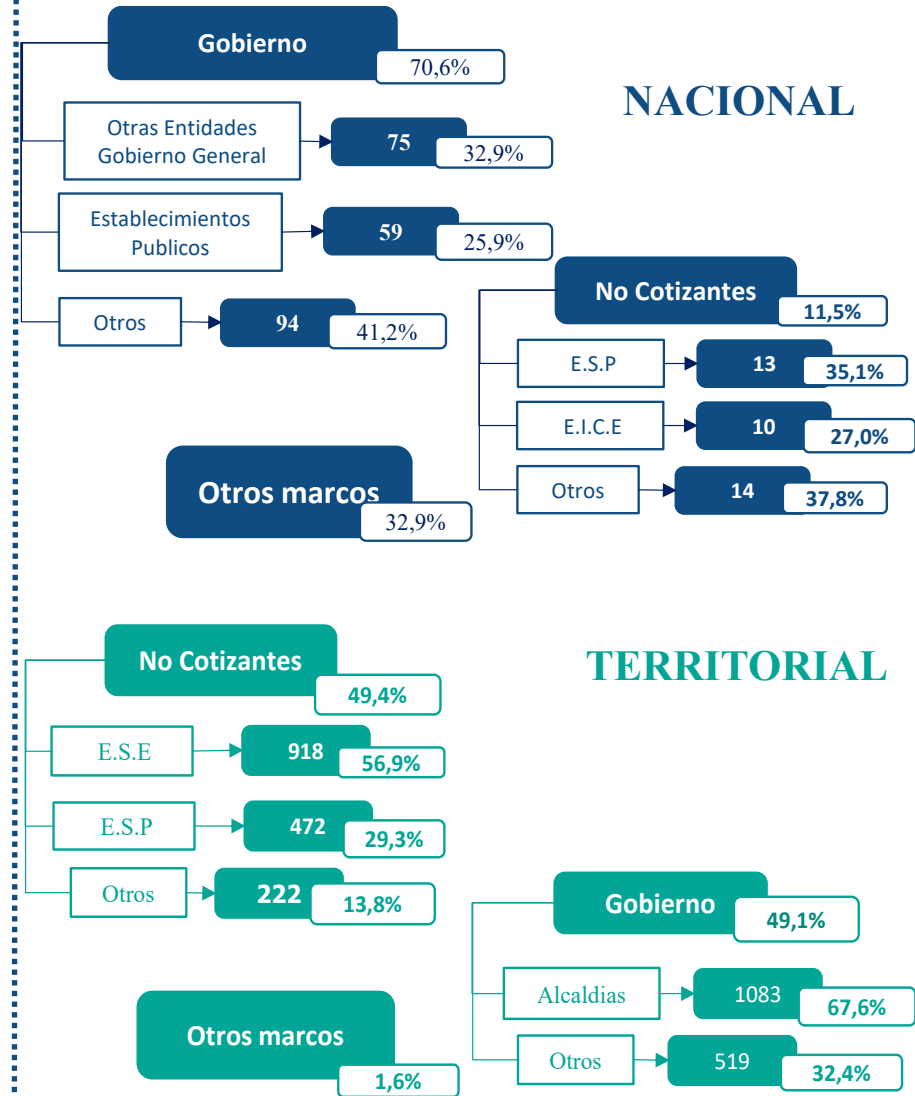 Gobierno
70,6%
NACIONAL
Otras Entidades
Gobierno General
75
32,9%
Establecimientos
Publicos
59
25,9%
Otros
94
41,2%
No Cotizantes
11,5%
E.S.P
13
35,1%
E.I.C.E
10
27,0%
Otros
14
37,8%
Otros marcos
32,9%
TERRITORIAL
No Cotizantes
49,4%
E.S.E
918
56,9%
E.S.P
472
29,3%
Otros
222
13,8%
Gobierno
49,1%
Alcaldias
1083
67,6%
Otros
519
32,4%
Otros marcos
1,6%